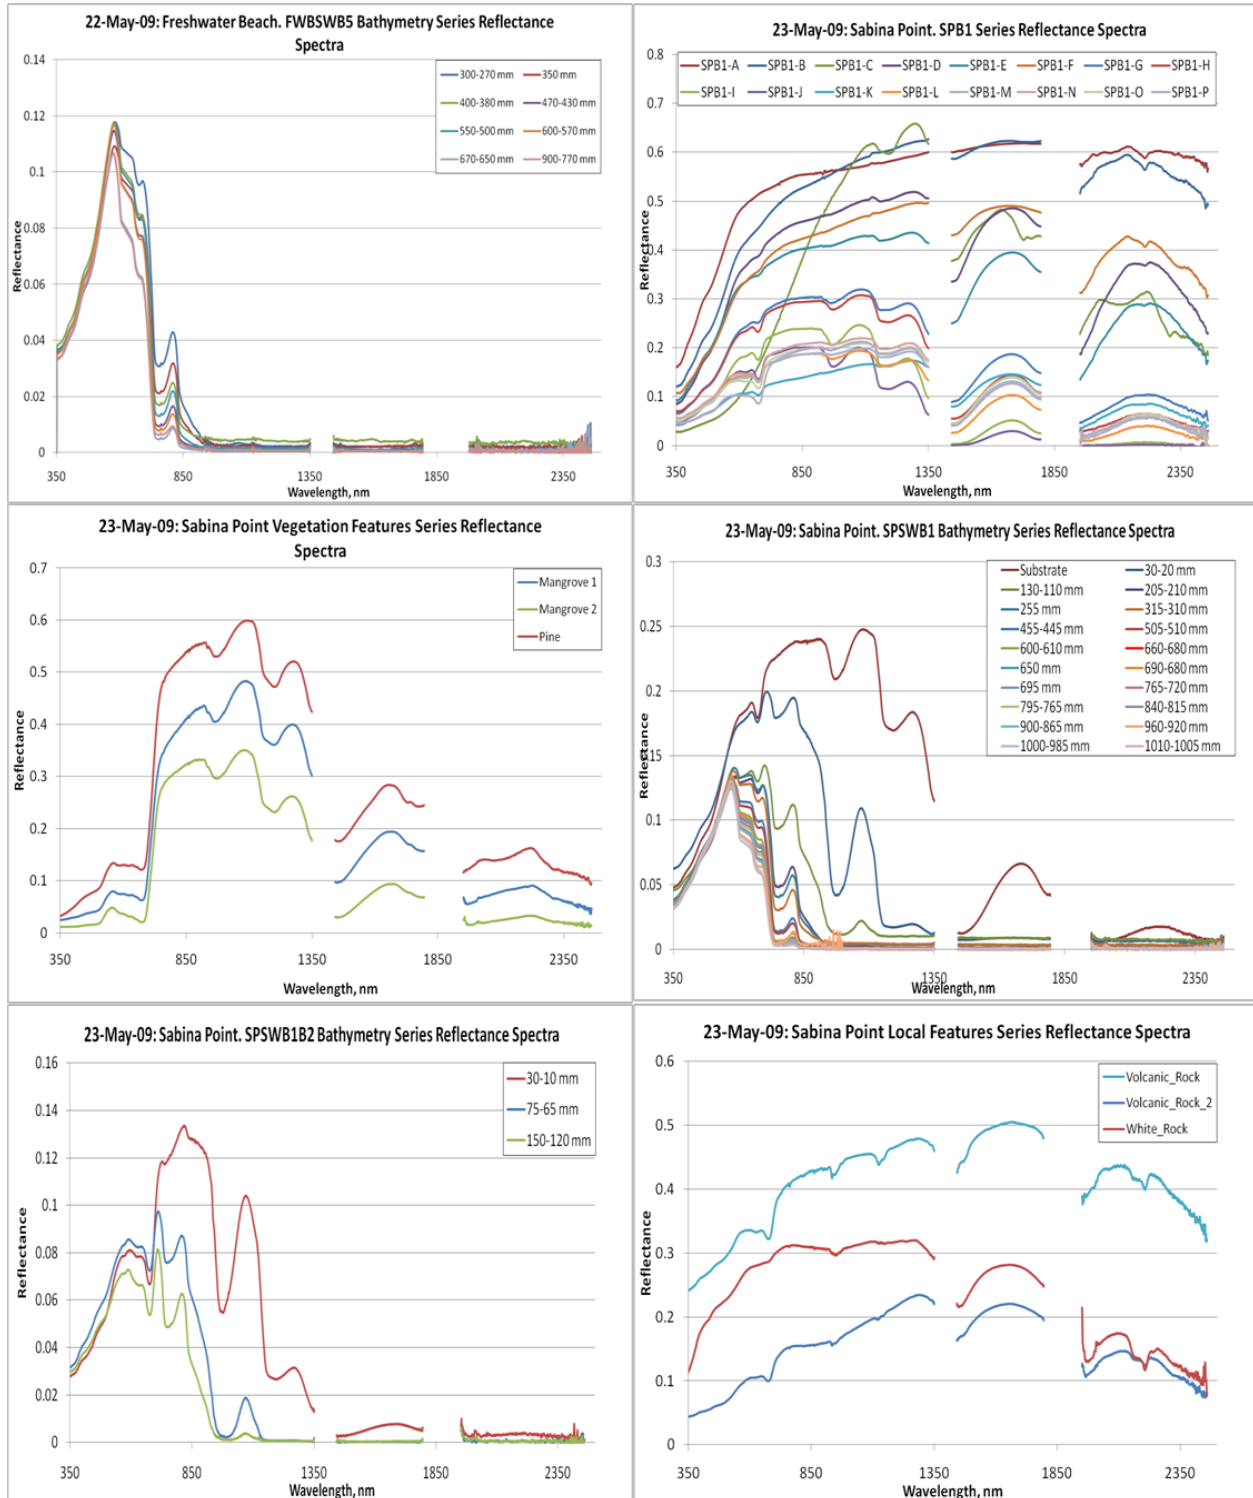 22-May-09: Freshwater Beach. FWBSWB5 Bathymetry Series Reflectance
Spectra
0.14
0.12
0.1
0.08
0.06
0.04
0.02
0
Reflectance
300-270 mm 350 mm
400-380 mm 470-430 mm
550-500 mm 600-570 mm
670-650 mm 900-770 mm
350 850 1350 1850 2350
Wavelength, nm
23-May-09: Sabina Point. SPB1 Series Reflectance Spectra
0.8
0.7
0.6
0.5
0.4
0.3
0.2
0.1
0
Reflectance
SPB1-A SPB1-B SPB1-C SPB1-D SPB1-E SPB1-F SPB1-G SPB1-H
SPB1-I SPB1-J SPB1-K SPB1-L SPB1-M SPB1-N SPB1-O SPB1-P
350 850 1350 1850 2350
Wavelength, nm
23-May-09: Sabina Point Vegetation Features Series Reflectance
Spectra
0.7
0.6
0.5
0.4
0.3
0.2
0.1
0
Reflectance
Mangrove 1
Mangrove 2
Pine
350 850 1350 1850 2350
Wavelength, nm
23-May-09: Sabina Point. SPSWB1 Bathymetry Series Reflectance Spectra
0.3
0.25
0.2
0.15
0.1
0.05
0
Reflectance
Substrate 30-20 mm
130-110 mm 205-210 mm
255 mm 315-310 mm
455-445 mm 505-510 mm
600-610 mm 660-680 mm
650 mm 690-680 mm
695 mm 765-720 mm
795-765 mm 840-815 mm
900-865 mm 960-920 mm
1000-985 mm 1010-1005 mm
350 850 1350 1850 2350
Wavelength, nm
23-May-09: Sabina Point. SPSWB1B2 Bathymetry Series Reflectance Spectra
0.16
0.14
0.12
0.1
0.08
0.06
0.04
0.02
0
Reflectance
30-10 mm
75-65 mm
150-120 mm
350 850 1350 1850 2350
Wavelength, nm
23-May-09: Sabina Point Local Features Series Reflectance Spectra
0.6
0.5
0.4
0.3
0.2
0.1
0
Reflectance
Volcanic_Rock
Volcanic_Rock_2
White_Rock
350 850 1350 1850 2350
Wavelength, nm